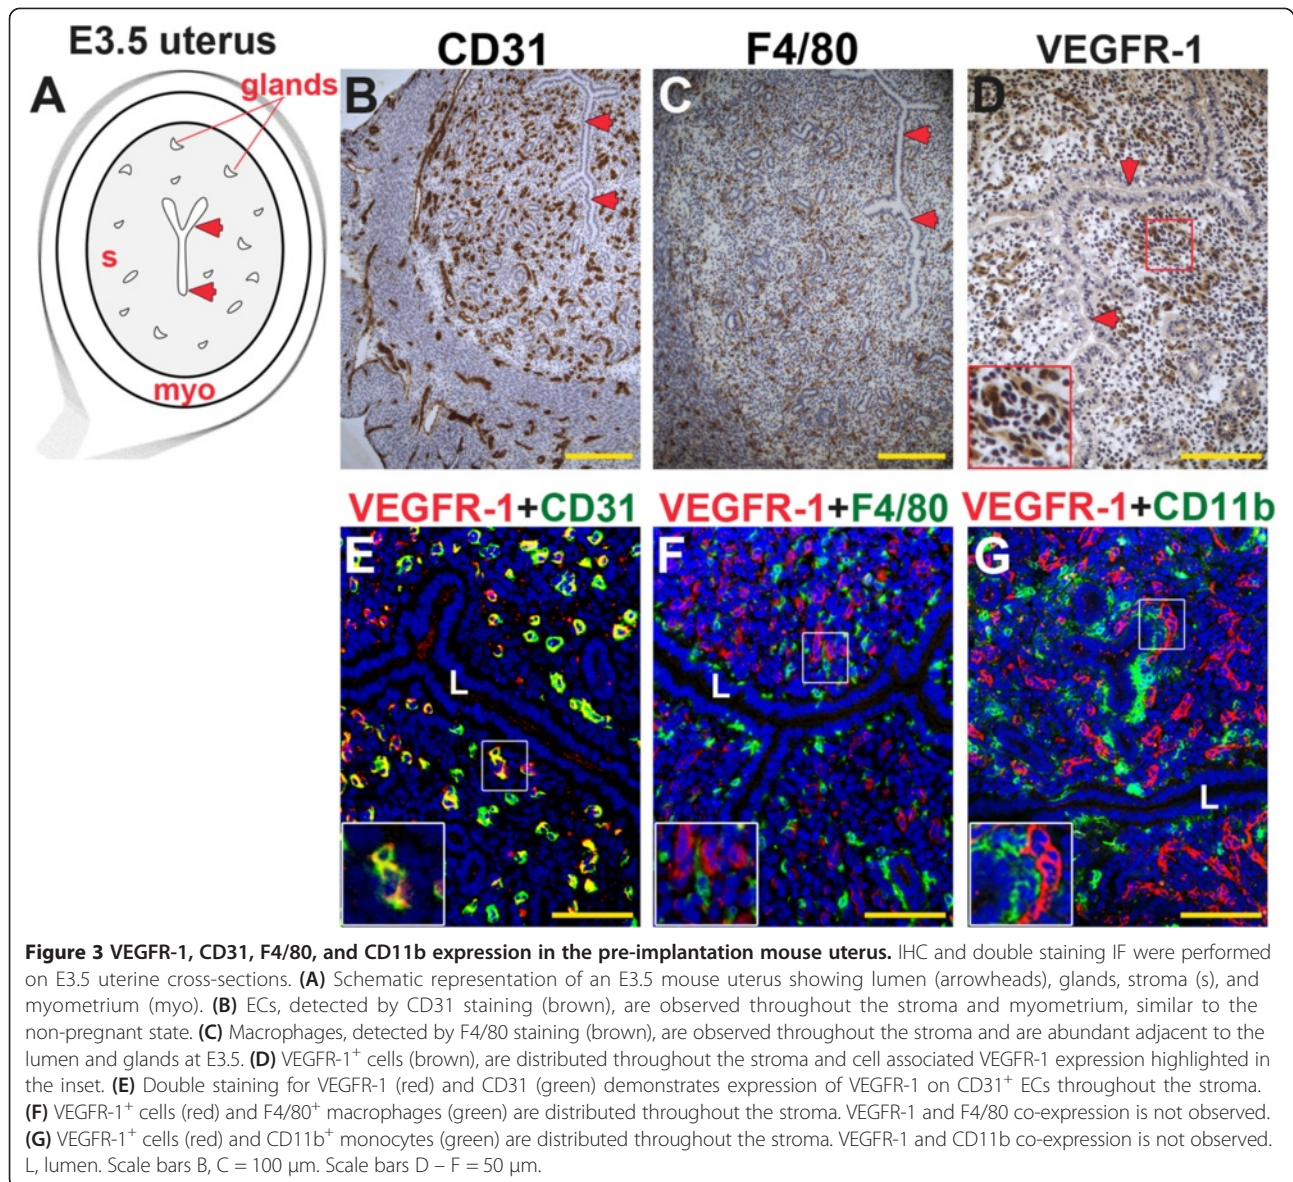 E3.5 uterus
CD31
F4/80
VEGFR-1
A
glands
s
myo
B
C
D
VEGFR-1+CD31
VEGFR-1+F4/80
VEGFR-1+CD11b
E
L
F
L
G
L
Figure 3 VEGFR-1, CD31, F4/80, and CD11b expression in the pre-implantation mouse uterus. IHC and double staining IF were performed
on E3.5 uterine cross-sections. (A) Schematic representation of an E3.5 mouse uterus showing lumen (arrowheads), glands, stroma (s), and
myometrium (myo). (B) ECs, detected by CD31 staining (brown), are observed throughout the stroma and myometrium, similar to the
non-pregnant state. (C) Macrophages, detected by F4/80 staining (brown), are observed throughout the stroma and are abundant adjacent to the
lumen and glands at E3.5. (D) VEGFR-1⁺ cells (brown), are distributed throughout the stroma and cell associated VEGFR-1 expression highlighted in
the inset. (E) Double staining for VEGFR-1 (red) and CD31 (green) demonstrates expression of VEGFR-1 on CD31⁺ ECs throughout the stroma.
(F) VEGFR-1⁺ cells (red) and F4/80⁺ macrophages (green) are distributed throughout the stroma. VEGFR-1 and F4/80 co-expression is not observed.
(G) VEGFR-1⁺ cells (red) and CD11b⁺ monocytes (green) are distributed throughout the stroma. VEGFR-1 and CD11b co-expression is not observed.
L, lumen. Scale bars B, C = 100 μm. Scale bars D – F = 50 μm.